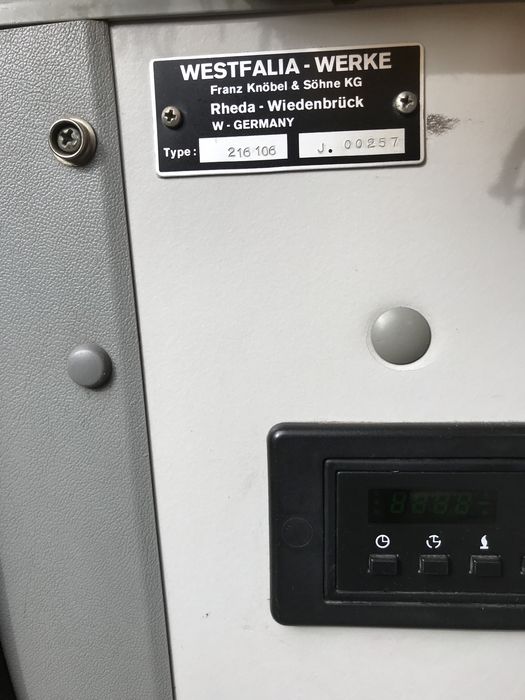 WESTFALIA - WERKE
Franz Knöbel & Söhne KG
Rheda - Wiedenbrück
W - GERMANY
Type: 216 106 J. 00257